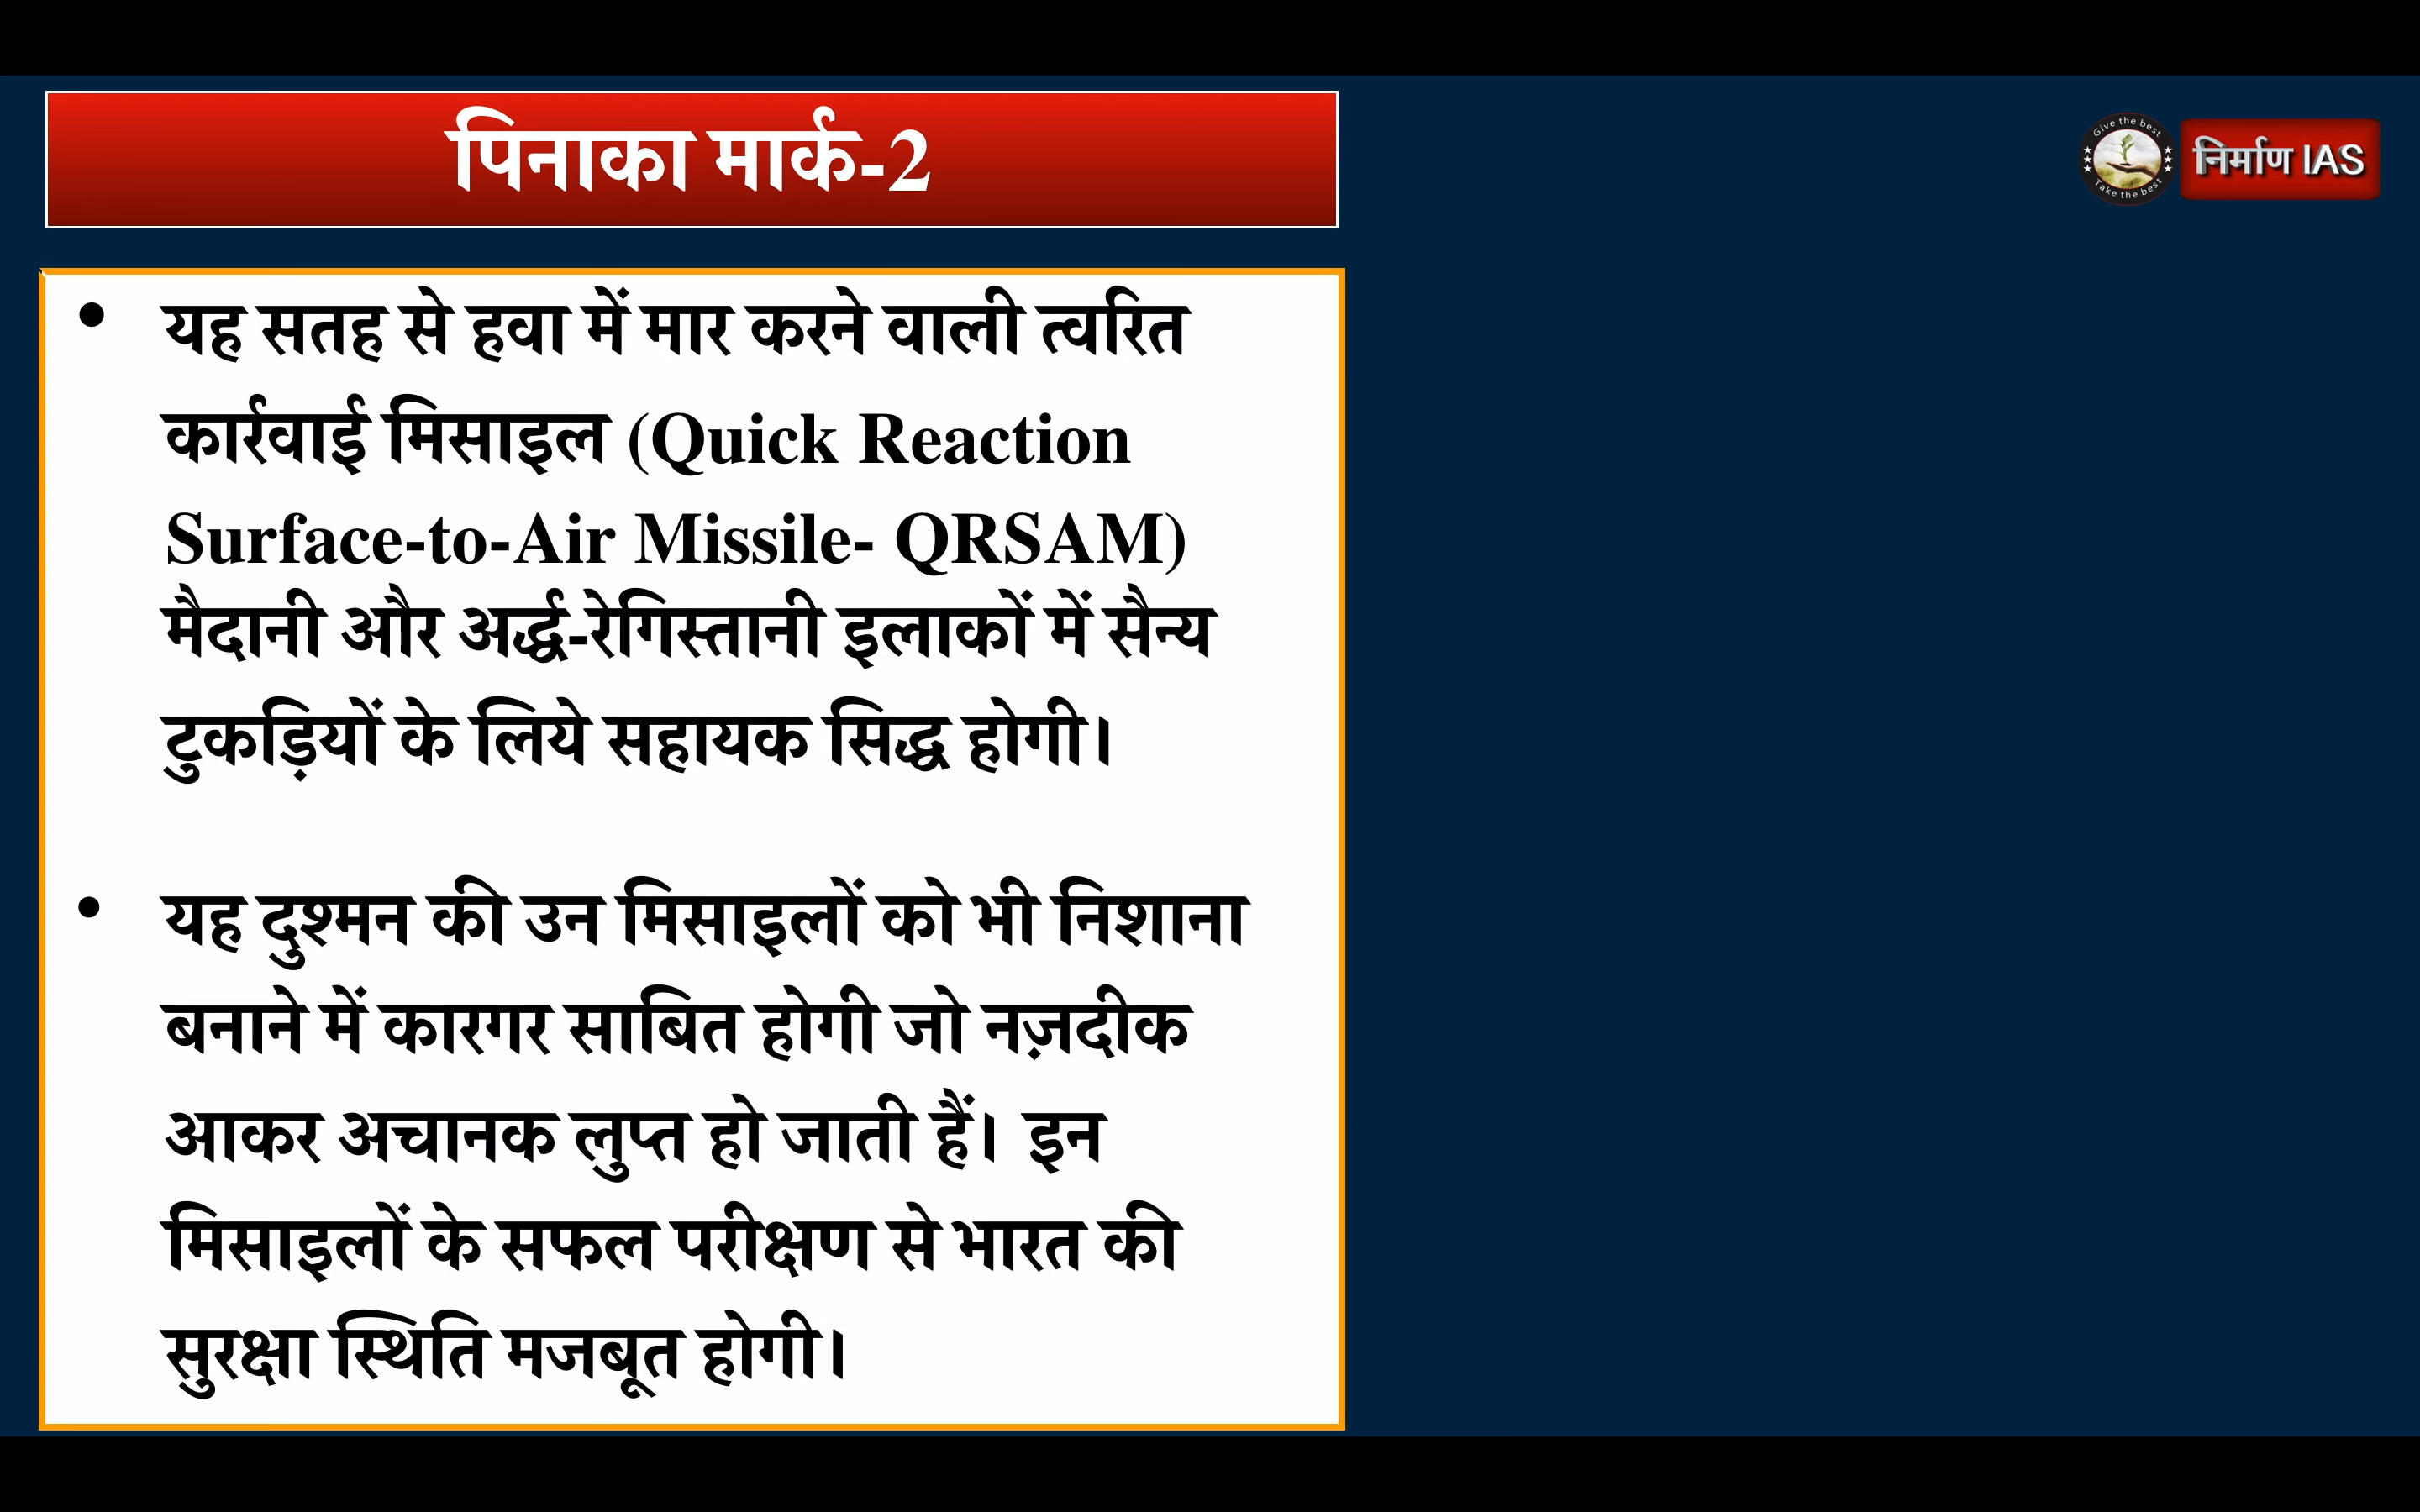 पिनाका मार्क-2
Give the best
Take the best
निर्माण IAS
• यह सतह से हवा में मार करने वाली त्वरित
कार्रवाई मिसाइल (Quick Reaction
Surface-to-Air Missile- QRSAM)
मैदानी और अर्द्ध-रेगिस्तानी इलाकों में सैन्य
टुकड़ियों के लिये सहायक सिद्ध होगी।
• यह दुश्मन की उन मिसाइलों को भी निशाना
बनाने में कारगर साबित होगी जो नज़दीक
आकर अचानक लुप्त हो जाती हैं। इन
मिसाइलों के सफल परीक्षण से भारत की
सुरक्षा स्थिति मजबूत होगी।